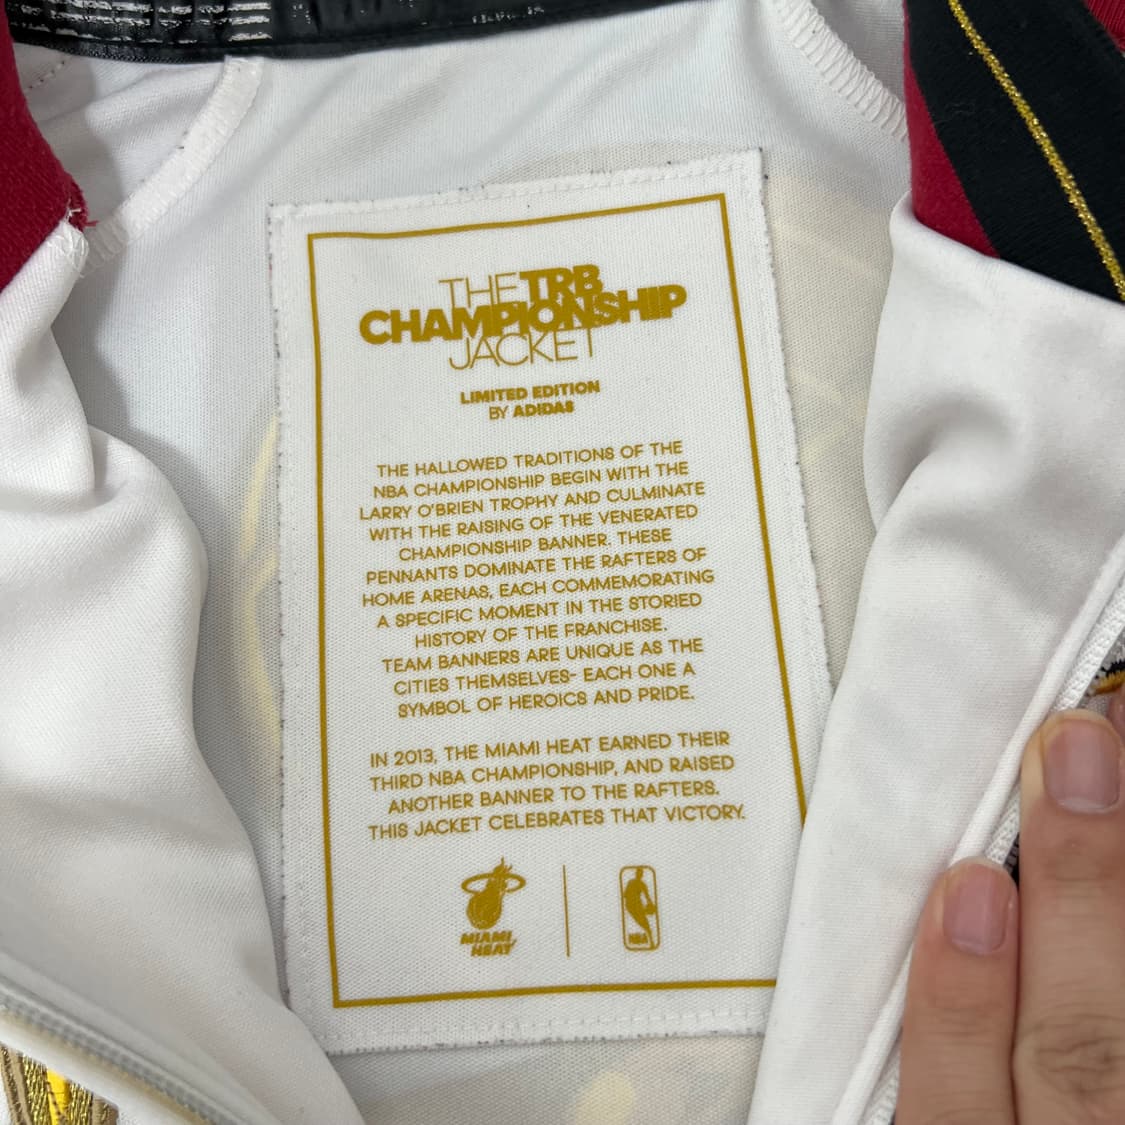 THE TRB
CHAMPIONSHIP
JACKET
LIMITED EDITION
BY ADIDAS
THE HALLOWED TRADITIONS OF THE
NBA CHAMPIONSHIP BEGIN WITH THE
LARRY O'BRIEN TROPHY AND CULMINATE
WITH THE RAISING OF THE VENERATED
CHAMPIONSHIP BANNER. THESE
PENNANTS DOMINATE THE RAFTERS OF
HOME ARENAS, EACH COMMEMORATING
A SPECIFIC MOMENT IN THE STORIED
HISTORY OF THE FRANCHISE.
TEAM BANNERS ARE UNIQUE AS THE
CITIES THEMSELVES- EACH ONE A
SYMBOL OF HEROICS AND PRIDE.
IN 2013, THE MIAMI HEAT EARNED THEIR
THIRD NBA CHAMPIONSHIP, AND RAISED
ANOTHER BANNER TO THE RAFTERS.
THIS JACKET CELEBRATES THAT VICTORY.
MIAMI
HEAT
NBA